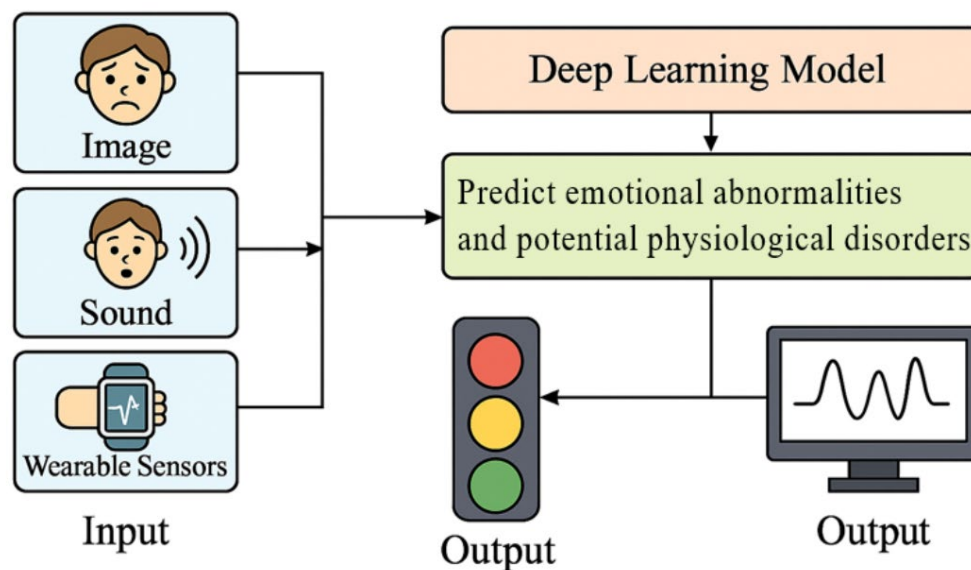 Image
Sound
Wearable Sensors
Input
Deep Learning Model
Predict emotional abnormalities
and potential physiological disorders
Output
Output